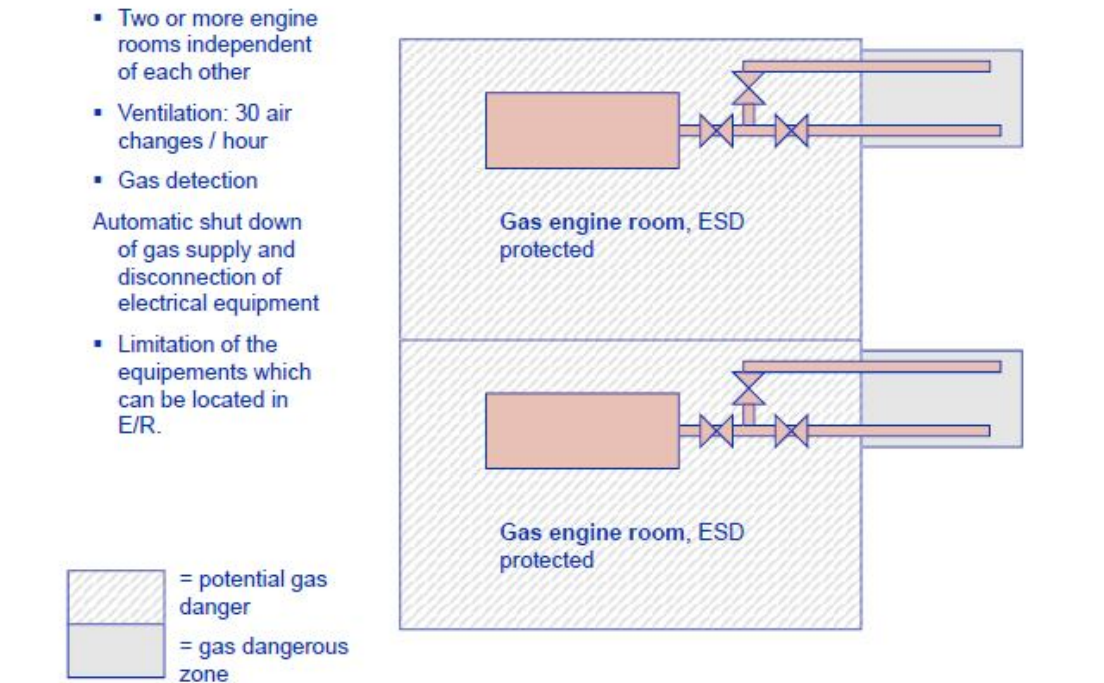 ▪ Two or more engine
rooms independent
of each other
▪ Ventilation: 30 air
changes / hour
▪ Gas detection
Automatic shut down
of gas supply and
disconnection of
electrical equipment
▪ Limitation of the
equipements which
can be located in
E/R.
Gas engine room, ESD
protected
Gas engine room, ESD
protected
= potential gas
danger
= gas dangerous
zone